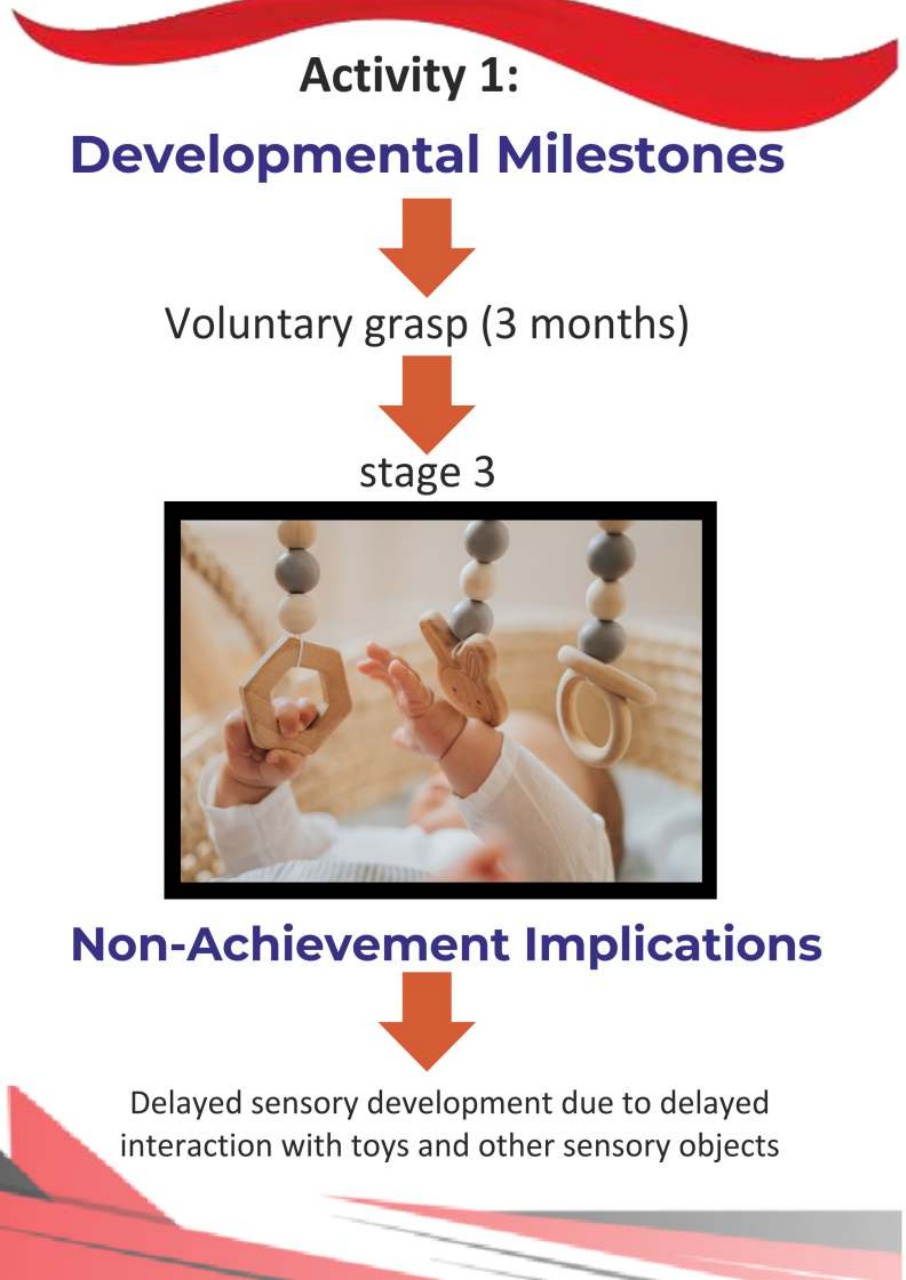 Activity 1:
Developmental Milestones
Voluntary grasp (3 months)
stage 3
Non-Achievement Implications
Delayed sensory development due to delayed
interaction with toys and other sensory objects